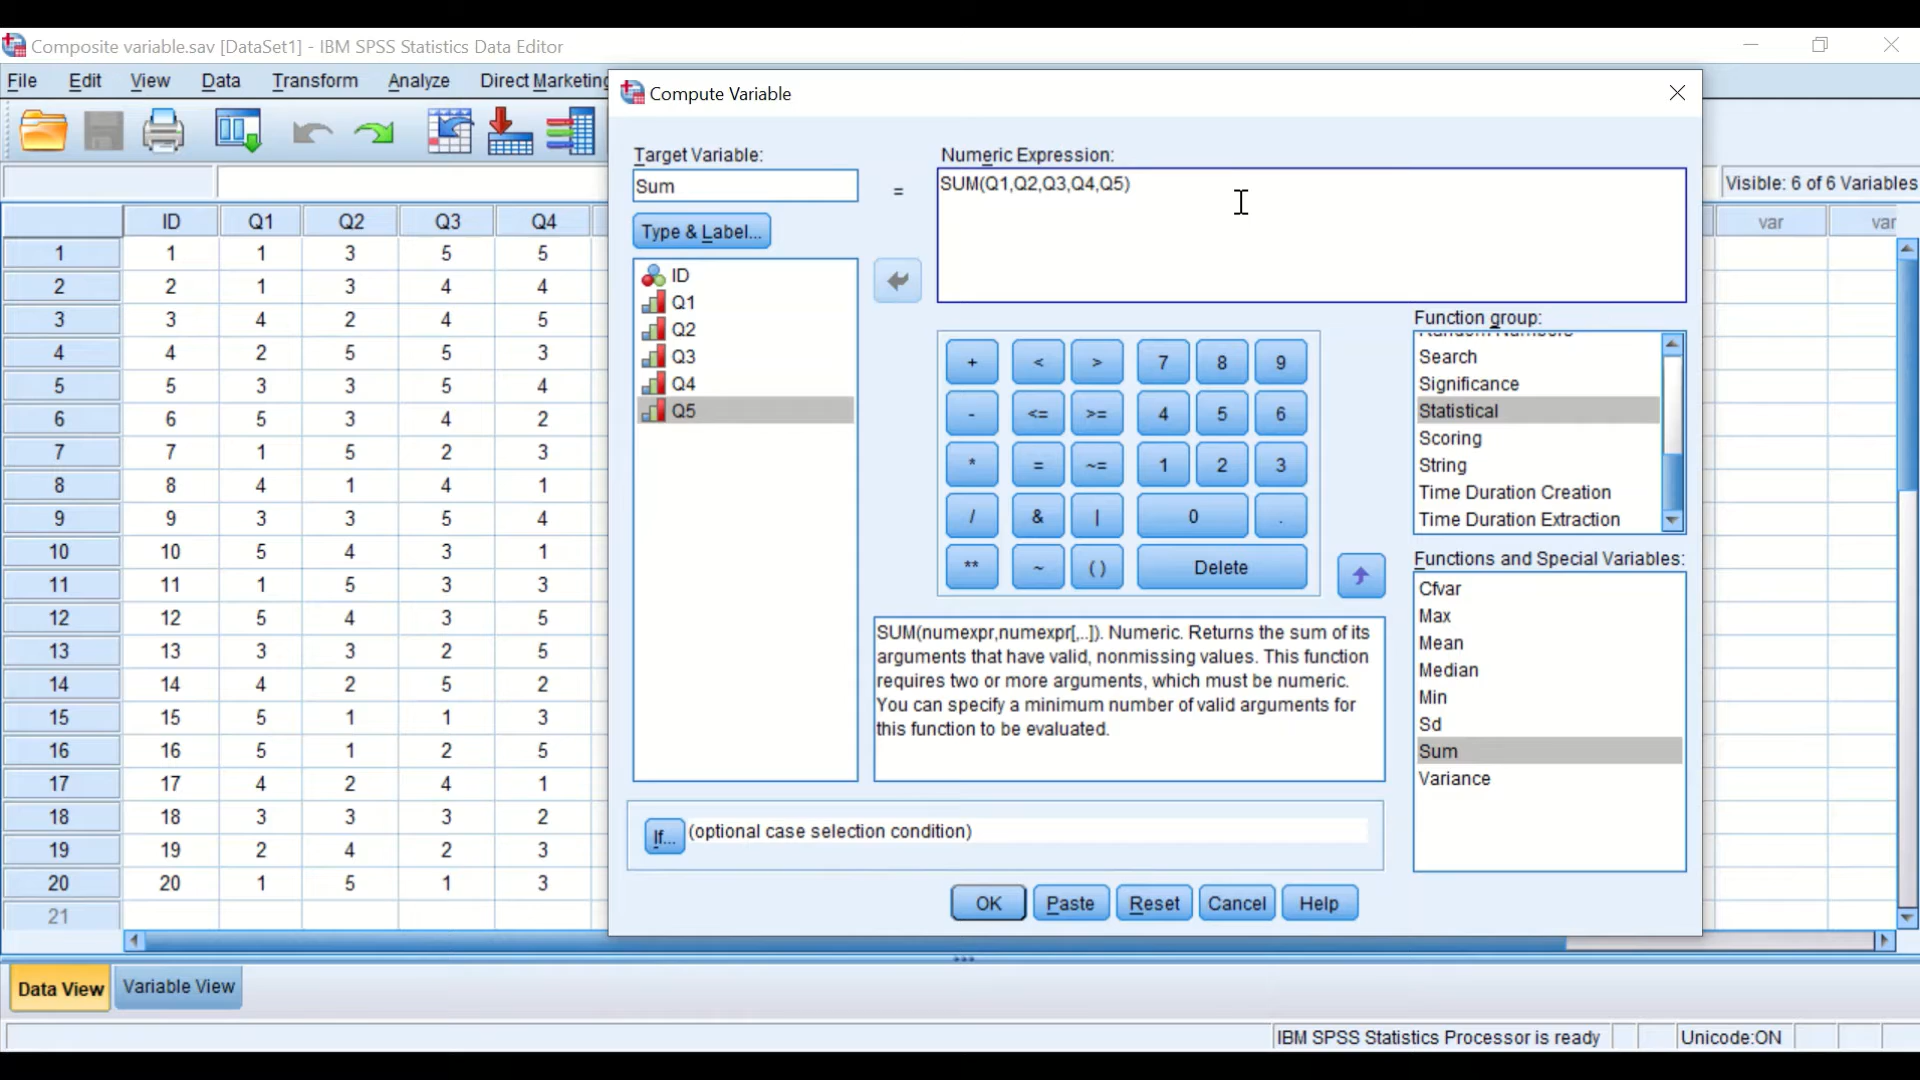 Composite variable.sav [DataSet1] - IBM SPSS Statistics Data Editor
File Edit View Data Transform Analyze Direct Marketing
Compute Variable
Target Variable:
Sum
=
Numeric Expression:
SUM(Q1,Q2,Q3,Q4,Q5)
Type & Label...
ID
Q1
Q2
Q3
Q4
Q5
+ < > 7 8 9
- <= >= 4 5 6
* = ~= 1 2 3
/ & | 0 .
** ~ ( ) Delete
Function group:
Search
Significance
Statistical
Scoring
String
Time Duration Creation
Time Duration Extraction
Functions and Special Variables:
Cfvar
Max
Mean
Median
Min
Sd
Sum
Variance
SUM(numexpr,numexpr[,..]). Numeric. Returns the sum of its
arguments that have valid, nonmissing values. This function
requires two or more arguments, which must be numeric.
You can specify a minimum number of valid arguments for
this function to be evaluated.
If... (optional case selection condition)
OK Paste Reset Cancel Help
Visible: 6 of 6 Variables
ID Q1 Q2 Q3 Q4 var var
1 1 1 3 5 5
2 2 1 3 4 4
3 3 4 2 4 5
4 4 2 5 5 3
5 5 3 3 5 4
6 6 5 3 4 2
7 7 1 5 2 3
8 8 4 1 4 1
9 9 3 3 5 4
10 10 5 4 3 1
11 11 1 5 3 3
12 12 5 4 3 5
13 13 3 3 2 5
14 14 4 2 5 2
15 15 5 1 1 3
16 16 5 1 2 5
17 17 4 2 4 1
18 18 3 3 3 2
19 19 2 4 2 3
20 20 1 5 1 3
21
Data View Variable View
IBM SPSS Statistics Processor is ready Unicode:ON